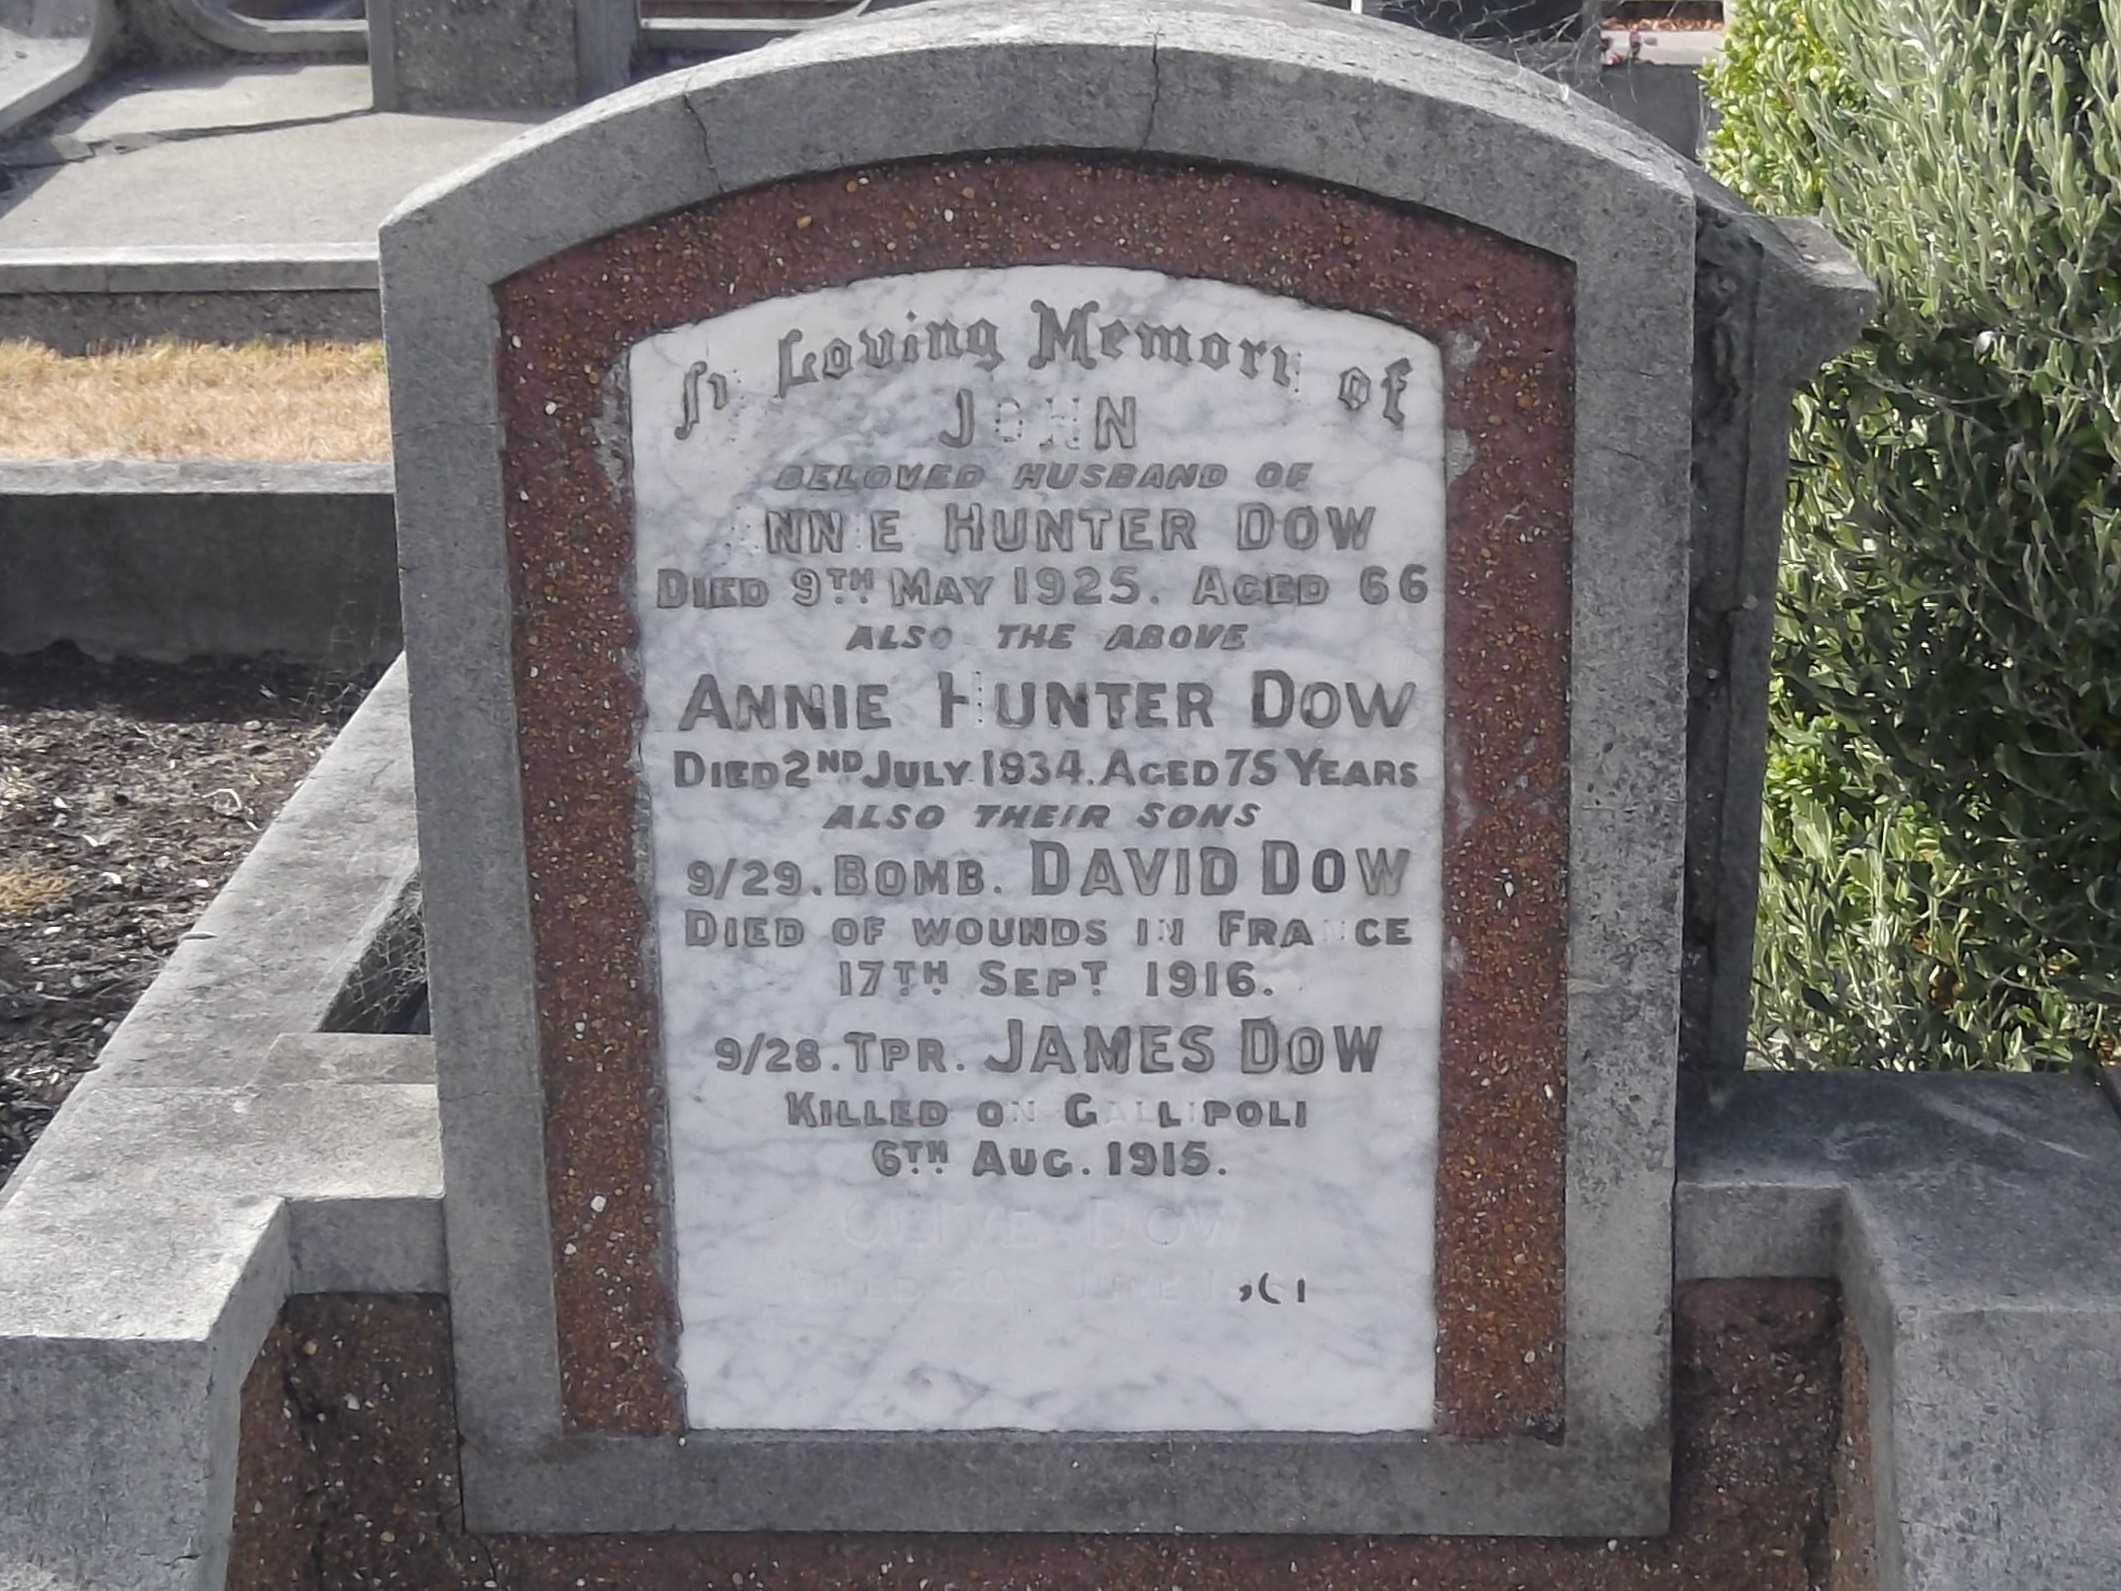 In Loving Memory of
JOHN
BELOVED HUSBAND OF
ANNIE HUNTER DOW
DIED 9TH MAY 1925. AGED 66
ALSO THE ABOVE
ANNIE HUNTER DOW
DIED 2ND JULY 1934. AGED 75 YEARS
ALSO THEIR SONS
9/29. BOMB. DAVID DOW
DIED OF WOUNDS IN FRANCE
17TH SEPT 1916.
9/28. TPR. JAMES DOW
KILLED ON GALLIPOLI
6TH AUG. 1915.
DOW
JUNE